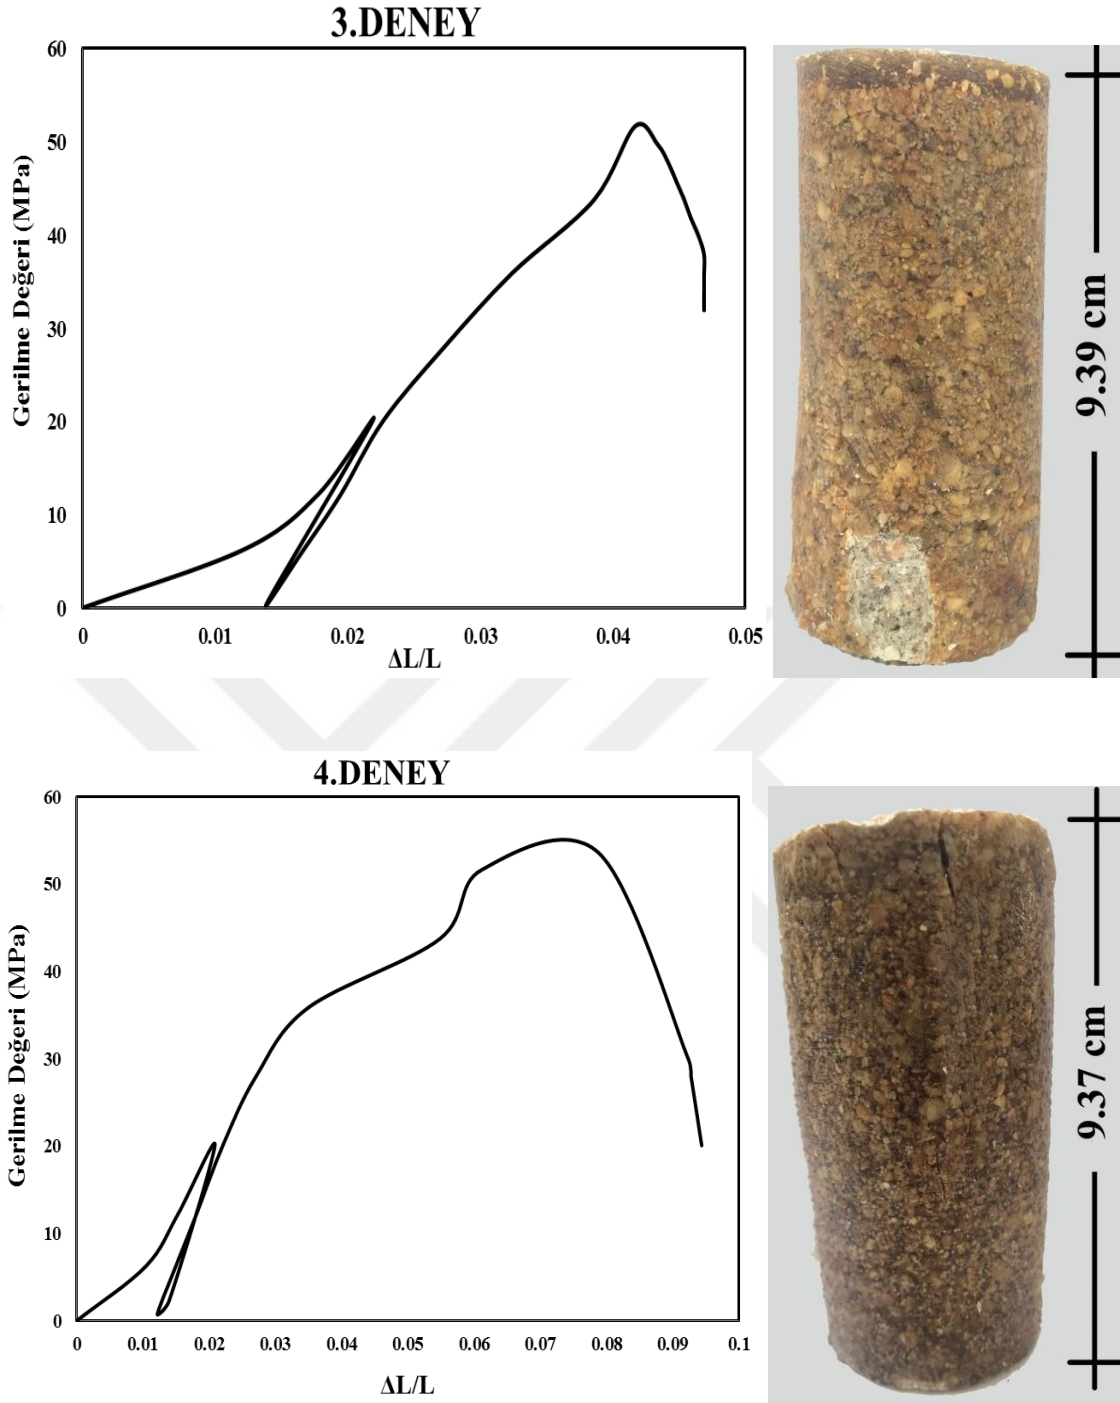 3.DENEY
Gerilme Değeri (MPa)
60
50
40
30
20
10
0
0 0.01 0.02 0.03 0.04 0.05
ΔL/L
9.39 cm
4.DENEY
Gerilme Değeri (MPa)
60
50
40
30
20
10
0
0 0.01 0.02 0.03 0.04 0.05 0.06 0.07 0.08 0.09 0.1
ΔL/L
9.37 cm